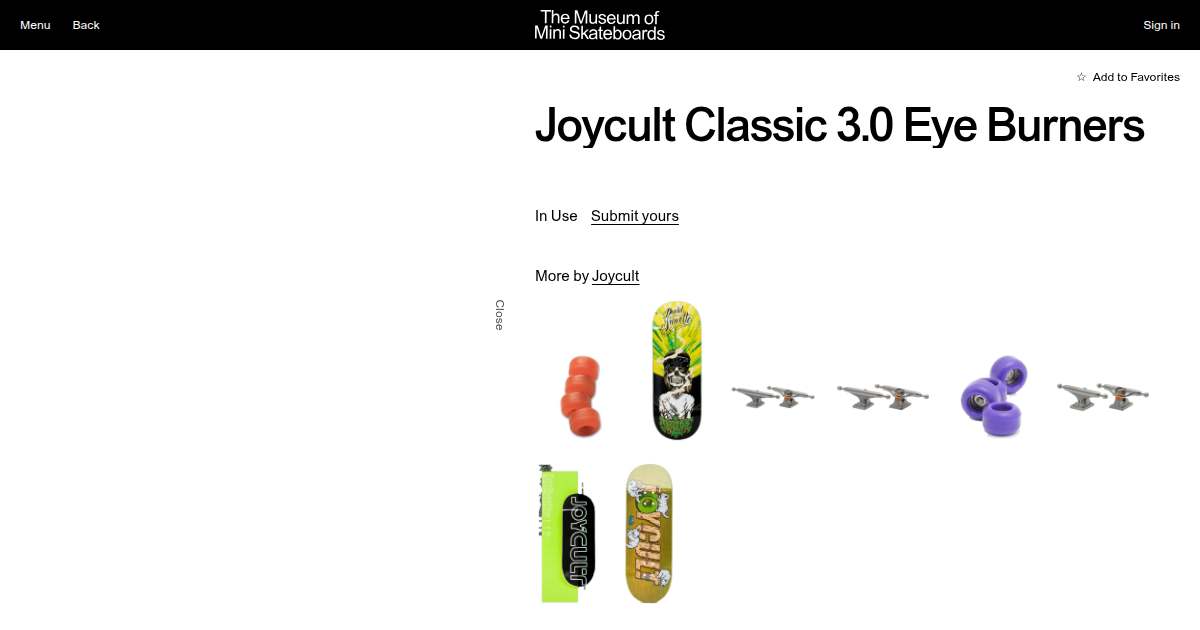 Menu
Back
The Museum of
Mini Skateboards
Sign in
☆ Add to Favorites
Joycult Classic 3.0 Eye Burners
In Use Submit yours
More by Joycult
Close
JOYCULT
JOYCULT